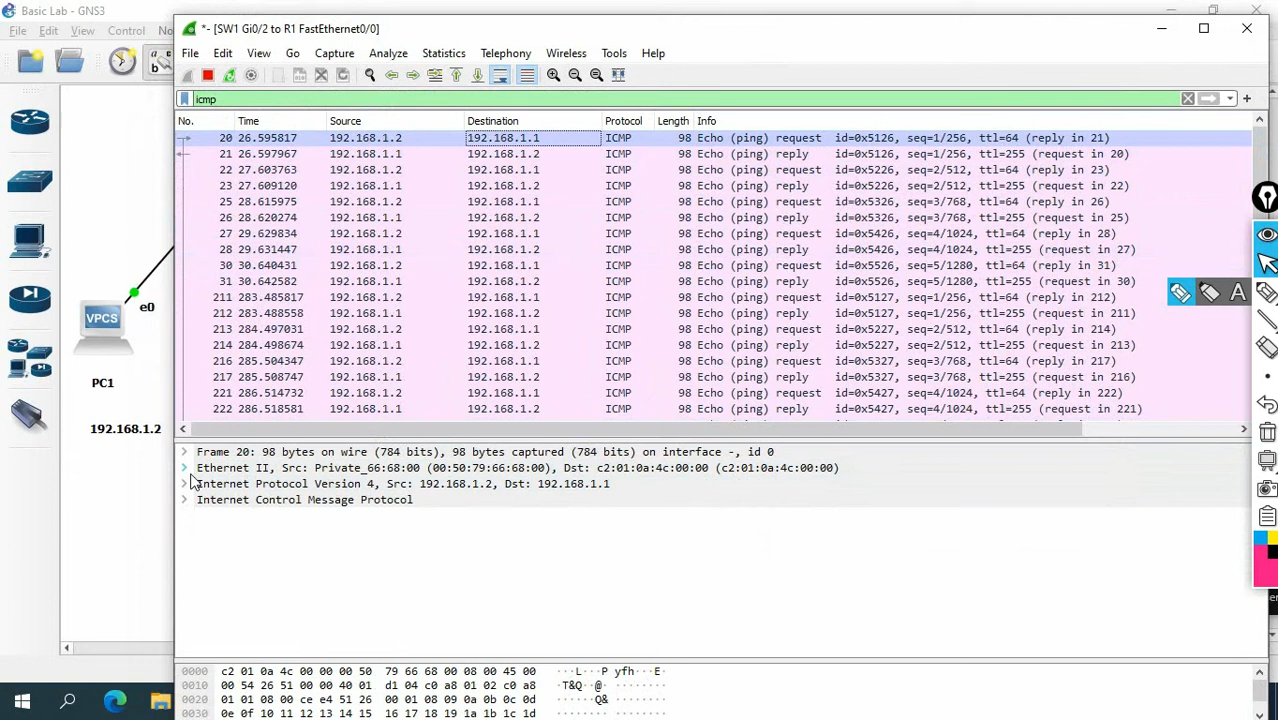 Basic Lab - GNS3
File Edit View Control No
*- [SW1 Gi0/2 to R1 FastEthernet0/0]
File Edit View Go Capture Analyze Statistics Telephony Wireless Tools Help
icmp
No. Time Source Destination Protocol Length Info
20 26.595817 192.168.1.2 192.168.1.1 ICMP 98 Echo (ping) request id=0x5126, seq=1/256, ttl=64 (reply in 21)
21 26.597967 192.168.1.1 192.168.1.2 ICMP 98 Echo (ping) reply id=0x5126, seq=1/256, ttl=255 (request in 20)
22 27.603763 192.168.1.2 192.168.1.1 ICMP 98 Echo (ping) request id=0x5226, seq=2/512, ttl=64 (reply in 23)
23 27.609120 192.168.1.1 192.168.1.2 ICMP 98 Echo (ping) reply id=0x5226, seq=2/512, ttl=255 (request in 22)
25 28.615975 192.168.1.2 192.168.1.1 ICMP 98 Echo (ping) request id=0x5326, seq=3/768, ttl=64 (reply in 26)
26 28.620274 192.168.1.1 192.168.1.2 ICMP 98 Echo (ping) reply id=0x5326, seq=3/768, ttl=255 (request in 25)
27 29.629834 192.168.1.2 192.168.1.1 ICMP 98 Echo (ping) request id=0x5426, seq=4/1024, ttl=64 (reply in 28)
28 29.631447 192.168.1.1 192.168.1.2 ICMP 98 Echo (ping) reply id=0x5426, seq=4/1024, ttl=255 (request in 27)
30 30.640431 192.168.1.2 192.168.1.1 ICMP 98 Echo (ping) request id=0x5526, seq=5/1280, ttl=64 (reply in 31)
31 30.642582 192.168.1.1 192.168.1.2 ICMP 98 Echo (ping) reply id=0x5526, seq=5/1280, ttl=255 (request in 30)
211 283.485817 192.168.1.2 192.168.1.1 ICMP 98 Echo (ping) request id=0x5127, seq=1/256, ttl=64 (reply in 212)
212 283.488558 192.168.1.1 192.168.1.2 ICMP 98 Echo (ping) reply id=0x5127, seq=1/256, ttl=255 (request in 211)
213 284.497031 192.168.1.2 192.168.1.1 ICMP 98 Echo (ping) request id=0x5227, seq=2/512, ttl=64 (reply in 214)
214 284.498674 192.168.1.1 192.168.1.2 ICMP 98 Echo (ping) reply id=0x5227, seq=2/512, ttl=255 (request in 213)
216 285.504347 192.168.1.2 192.168.1.1 ICMP 98 Echo (ping) request id=0x5327, seq=3/768, ttl=64 (reply in 217)
217 285.508747 192.168.1.1 192.168.1.2 ICMP 98 Echo (ping) reply id=0x5327, seq=3/768, ttl=255 (request in 216)
221 286.514732 192.168.1.2 192.168.1.1 ICMP 98 Echo (ping) request id=0x5427, seq=4/1024, ttl=64 (reply in 222)
222 286.518581 192.168.1.1 192.168.1.2 ICMP 98 Echo (ping) reply id=0x5427, seq=4/1024, ttl=255 (request in 221)
e0
VPCS
PC1
192.168.1.2
Frame 20: 98 bytes on wire (784 bits), 98 bytes captured (784 bits) on interface -, id 0
Ethernet II, Src: Private_66:68:00 (00:50:79:66:68:00), Dst: c2:01:0a:4c:00:00 (c2:01:0a:4c:00:00)
Internet Protocol Version 4, Src: 192.168.1.2, Dst: 192.168.1.1
Internet Control Message Protocol
0000 c2 01 0a 4c 00 00 00 50 79 66 68 00 08 00 45 00 ···L···P yfh···E·
0010 00 54 26 51 00 00 40 01 d1 04 c0 a8 01 02 c0 a8 ·T&Q··@· ········
0020 01 01 08 00 ce e4 51 26 00 01 08 09 0a 0b 0c 0d ······Q& ········
0030 0e 0f 10 11 12 13 14 15 16 17 18 19 1a 1b 1c 1d ········ ········